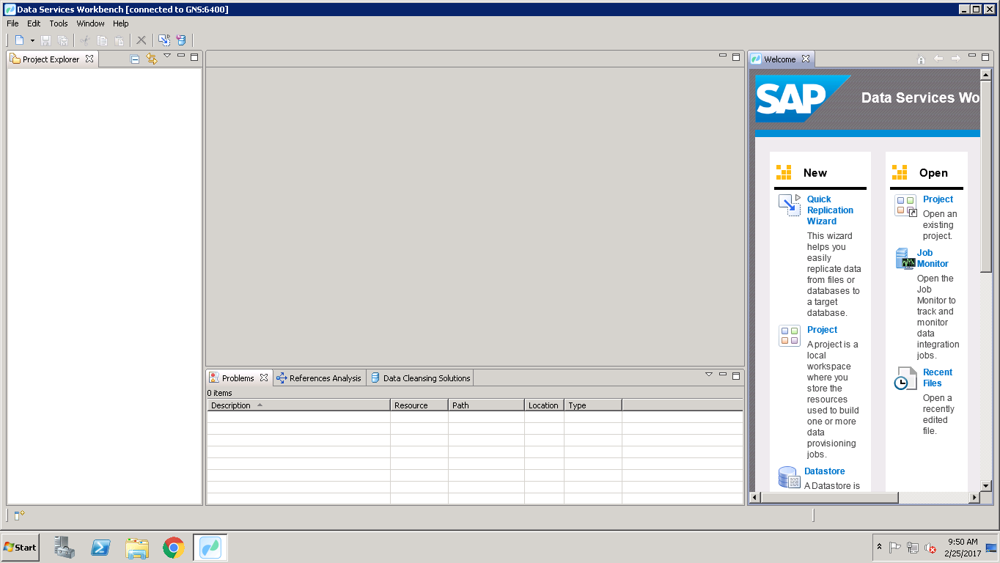 Data Services Workbench [connected to GNS:6400]
File Edit Tools Window Help
Project Explorer
Welcome
SAP
Data Services Wo
New
Quick
Replication
Wizard
This wizard
helps you
easily
replicate data
from files or
databases to
a target
database.
Project
A project is a
local
workspace
where you
store the
resources
used to build
one or more
data
provisioning
jobs.
Datastore
A Datastore is
Open
Project
Open an
existing
project.
Job
Monitor
Open the
Job
Monitor to
track and
monitor
data
integration
jobs.
Recent
Files
Open a
recently
edited
file.
Problems References Analysis Data Cleansing Solutions
0 items
Description Resource Path Location Type
Start
9:50 AM
2/25/2017